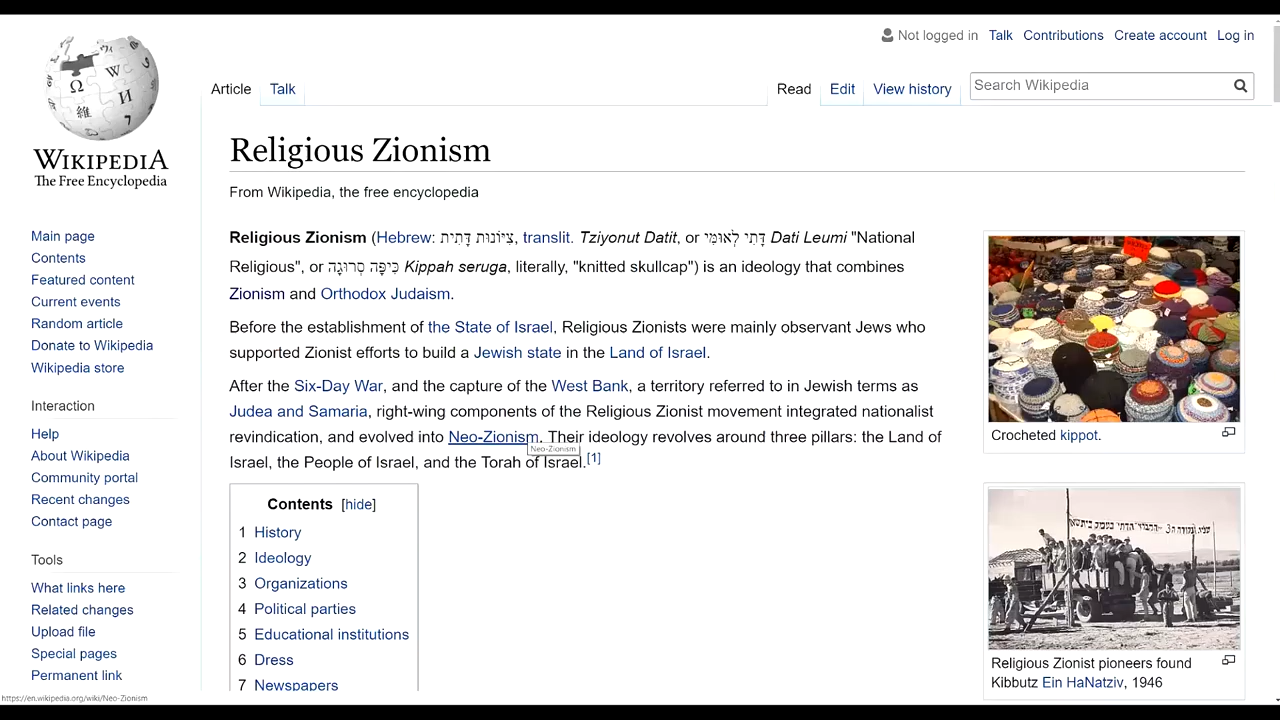 Not logged in Talk Contributions Create account Log in
Article Talk Read Edit View history Search Wikipedia
WIKIPEDIA
The Free Encyclopedia
Main page
Contents
Featured content
Current events
Random article
Donate to Wikipedia
Wikipedia store
Interaction
Help
About Wikipedia
Community portal
Recent changes
Contact page
Tools
What links here
Related changes
Upload file
Special pages
Permanent link
Religious Zionism
From Wikipedia, the free encyclopedia
Religious Zionism (Hebrew: צִיּוֹנוּת דָּתִית, translit. Tziyonut Datit, or דָּתִי לְאוּמִּי Dati Leumi "National
Religious", or כִּיפָּה סְרוּגָה Kippah seruga, literally, "knitted skullcap") is an ideology that combines
Zionism and Orthodox Judaism.
Before the establishment of the State of Israel, Religious Zionists were mainly observant Jews who
supported Zionist efforts to build a Jewish state in the Land of Israel.
After the Six-Day War, and the capture of the West Bank, a territory referred to in Jewish terms as
Judea and Samaria, right-wing components of the Religious Zionist movement integrated nationalist
revindication, and evolved into Neo-Zionism. Their ideology revolves around three pillars: the Land of
Neo-Zionism
Israel, the People of Israel, and the Torah of Israel.[1]
Contents [hide]
1 History
2 Ideology
3 Organizations
4 Political parties
5 Educational institutions
6 Dress
7 Newspapers
Crocheted kippot.
Religious Zionist pioneers found
Kibbutz Ein HaNatziv, 1946
https://en.wikipedia.org/wiki/Neo-Zionism